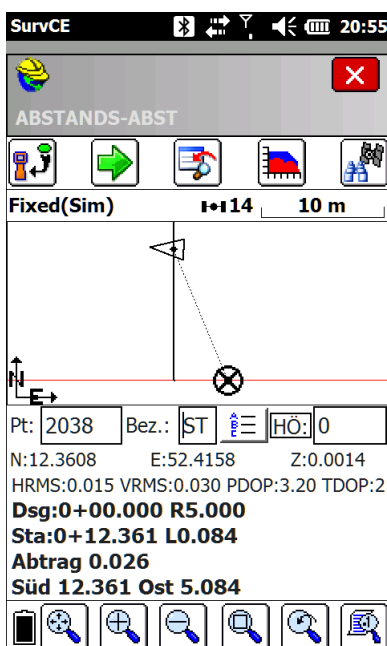 SurvCE 20:55
ABSTANDS-ABST
Fixed(Sim) 14 10 m
N
E
Pt: 2038 Bez.: ST HÖ: 0
N:12.3608 E:52.4158 Z:0.0014
HRMS:0.015 VRMS:0.030 PDOP:3.20 TDOP:2
Dsg:0+00.000 R5.000
Sta:0+12.361 L0.084
Abtrag 0.026
Süd 12.361 Ost 5.084